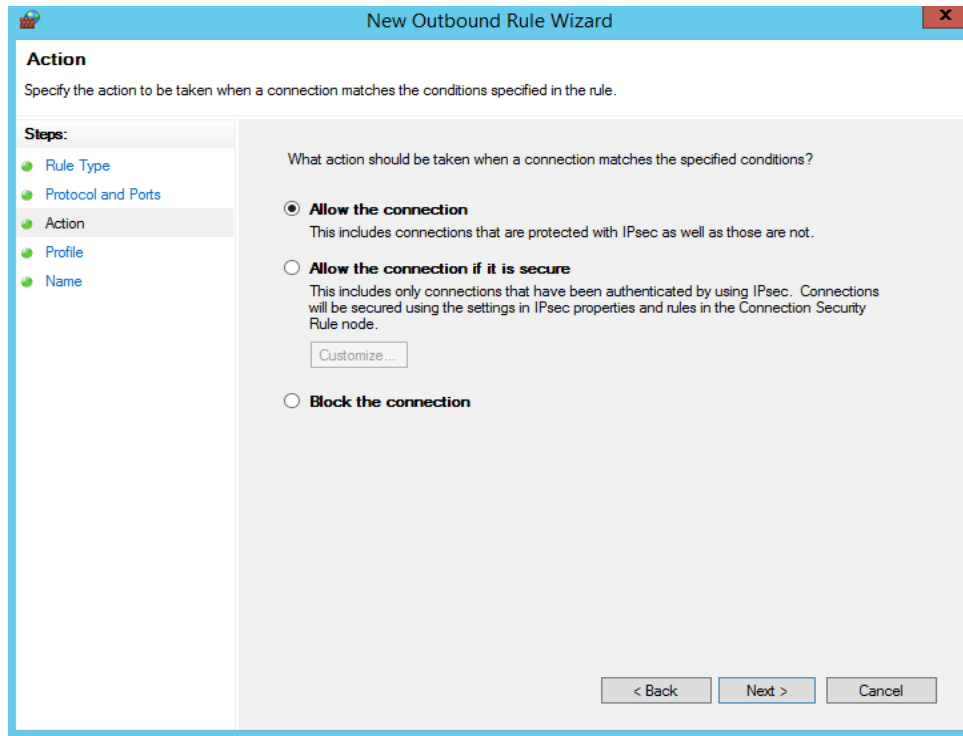 New Outbound Rule Wizard
x
Action
Specify the action to be taken when a connection matches the conditions specified in the rule.
Steps:
Rule Type
Protocol and Ports
Action
Profile
Name
What action should be taken when a connection matches the specified conditions?
Allow the connection
This includes connections that are protected with IPsec as well as those are not.
Allow the connection if it is secure
This includes only connections that have been authenticated by using IPsec. Connections
will be secured using the settings in IPsec properties and rules in the Connection Security
Rule node.
Customize...
Block the connection
< Back
Next >
Cancel